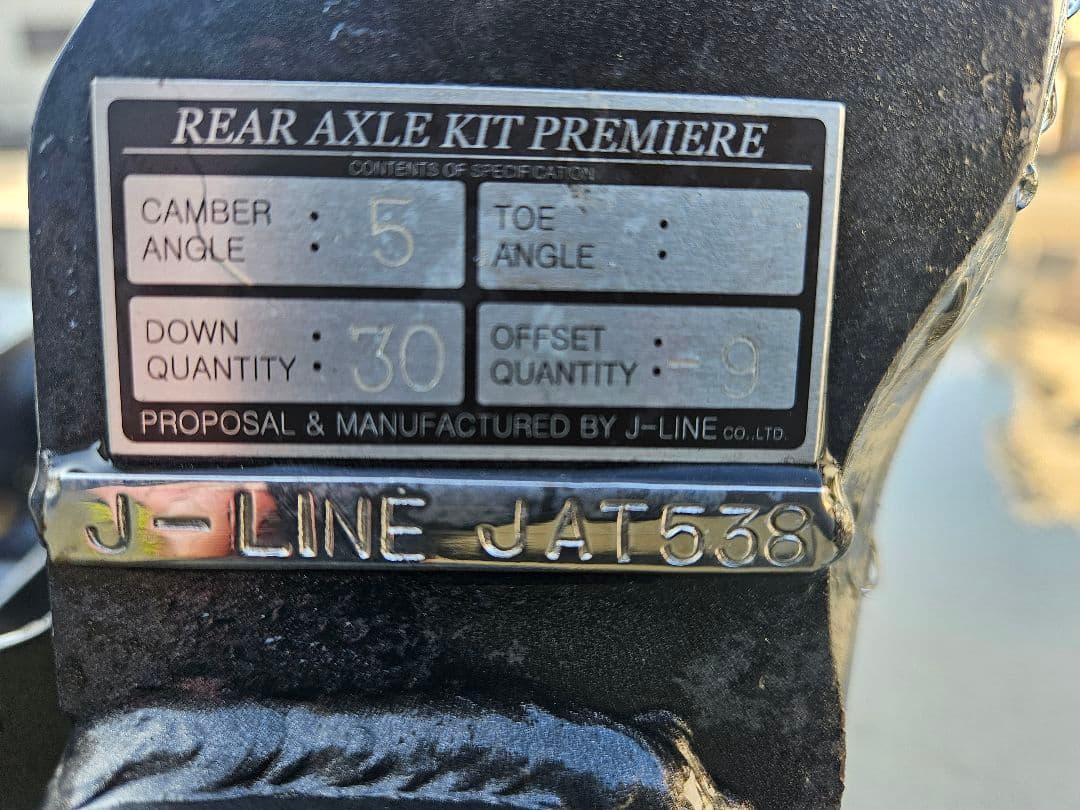 REAR AXLE KIT PREMIERE
CONTENTS OF SPECIFICATION
CAMBER ANGLE : 5
TOE ANGLE :
DOWN QUANTITY : 30
OFFSET QUANTITY : -9
PROPOSAL & MANUFACTURED BY J-LINE CO.,LTD.
J-LINE JAT538